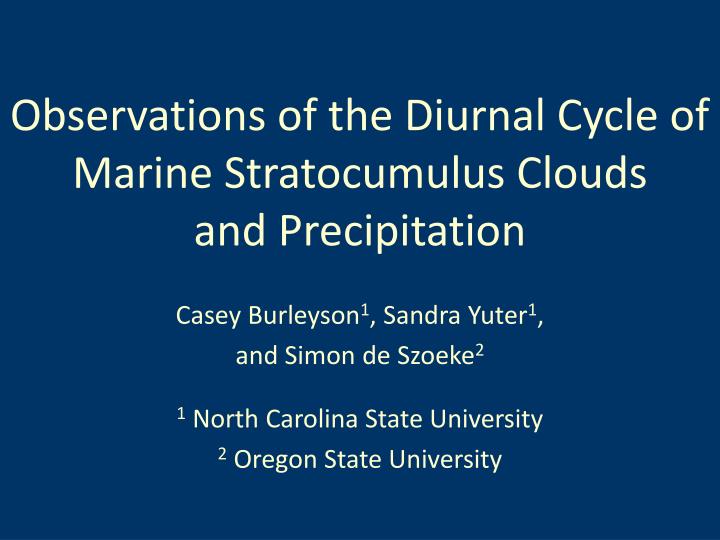 Observations of the Diurnal Cycle of
Marine Stratocumulus Clouds
and Precipitation
Casey Burleyson¹, Sandra Yuter¹,
and Simon de Szoeke²
¹ North Carolina State University
² Oregon State University